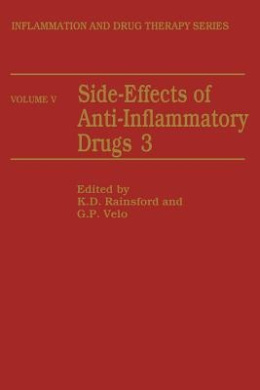 INFLAMMATION AND DRUG THERAPY SERIES
VOLUME V
Side-Effects of
Anti-Inflammatory
Drugs 3
Edited by
K.D. Rainsford and
G.P. Velo